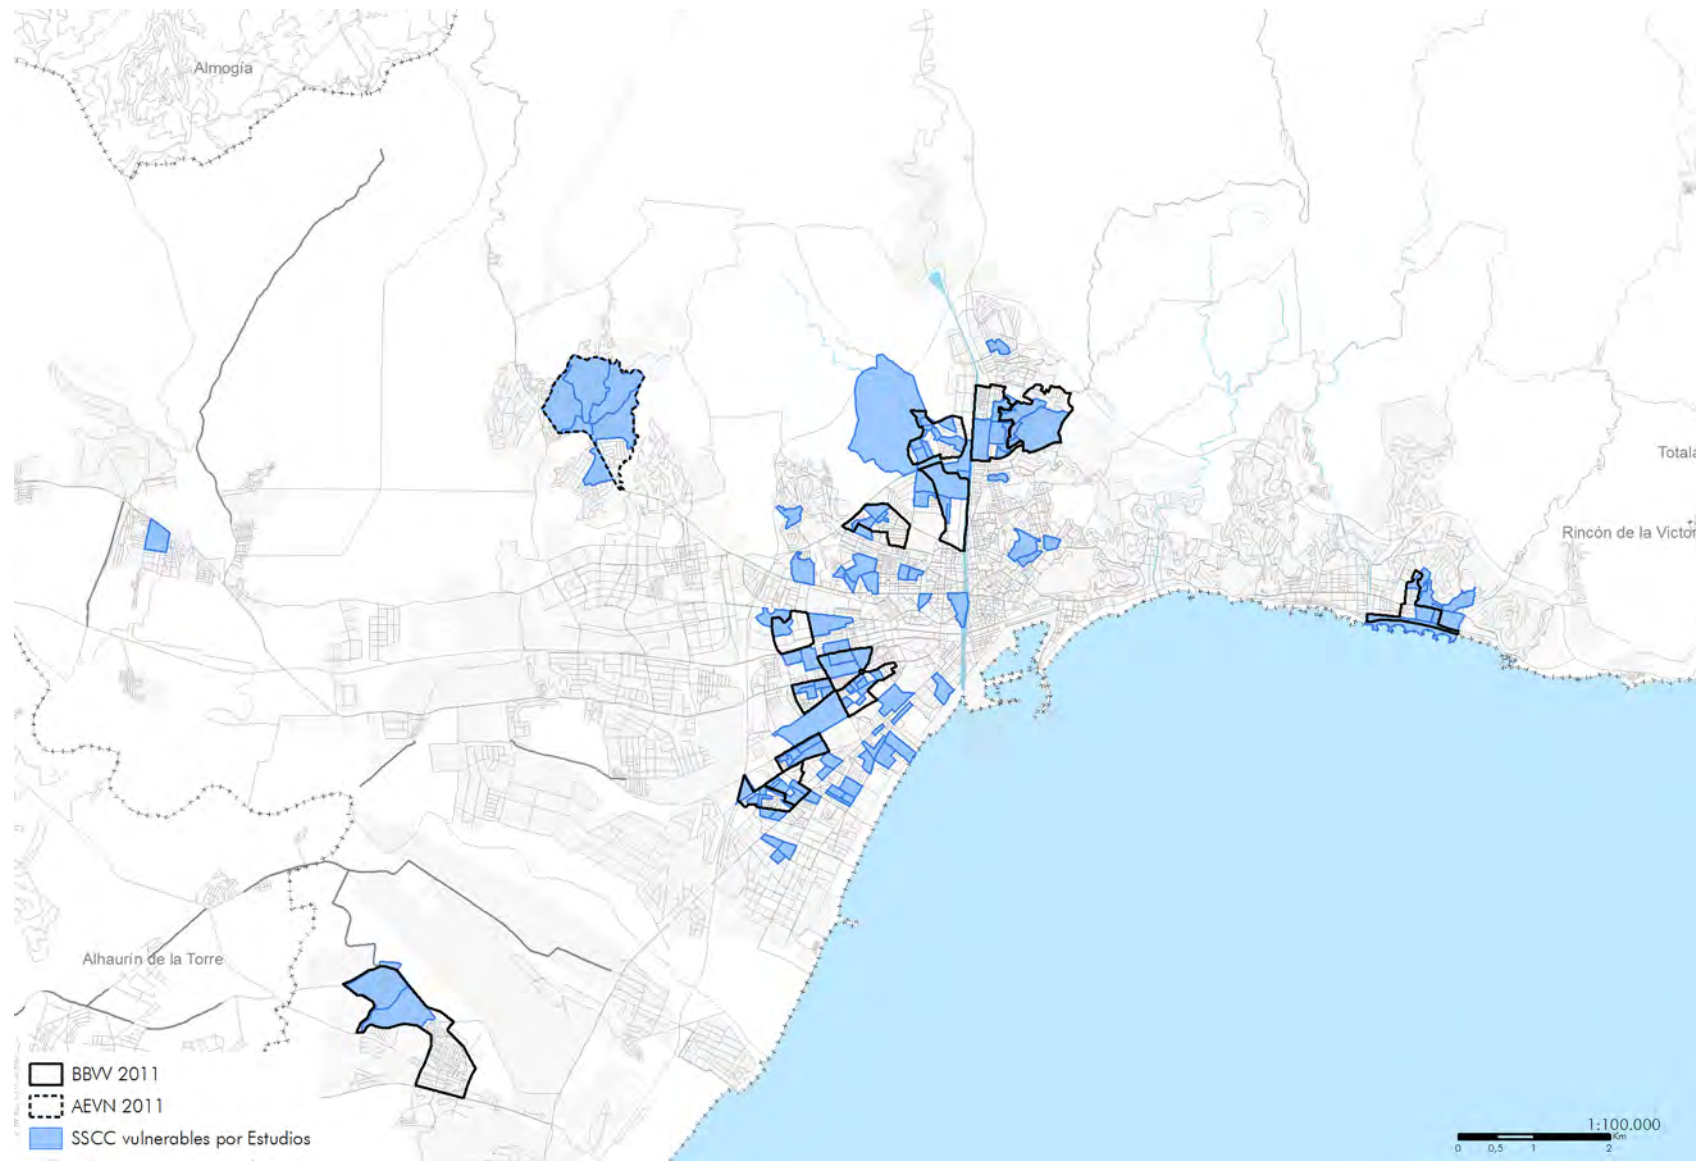 Almogía
Totala
Rincón de la Victor
Alhaurín de la Torre
BBVV 2011
AEVN 2011
SSCC vulnerables por Estudios
1:100.000
Km
0 0,5 1 2